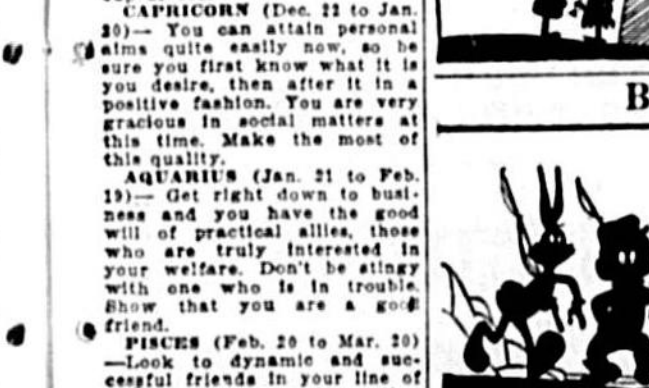 CAPRICORN (Dec. 22 to Jan.
20)— You can attain personal
aims quite easily now, so be
sure you first know what it is
you desire, then after it in a
positive fashion. You are very
gracious in social matters at
this time. Make the most of
this quality.
AQUARIUS (Jan. 21 to Feb.
19)— Get right down to busi-
ness and you have the good
will of practical allies, those
who are truly interested in
your welfare. Don't be stingy
with one who is in trouble.
Show that you are a good
friend.
PISCES (Feb. 20 to Mar. 20)
—Look to dynamic and suc-
cessful friends in your line of
B